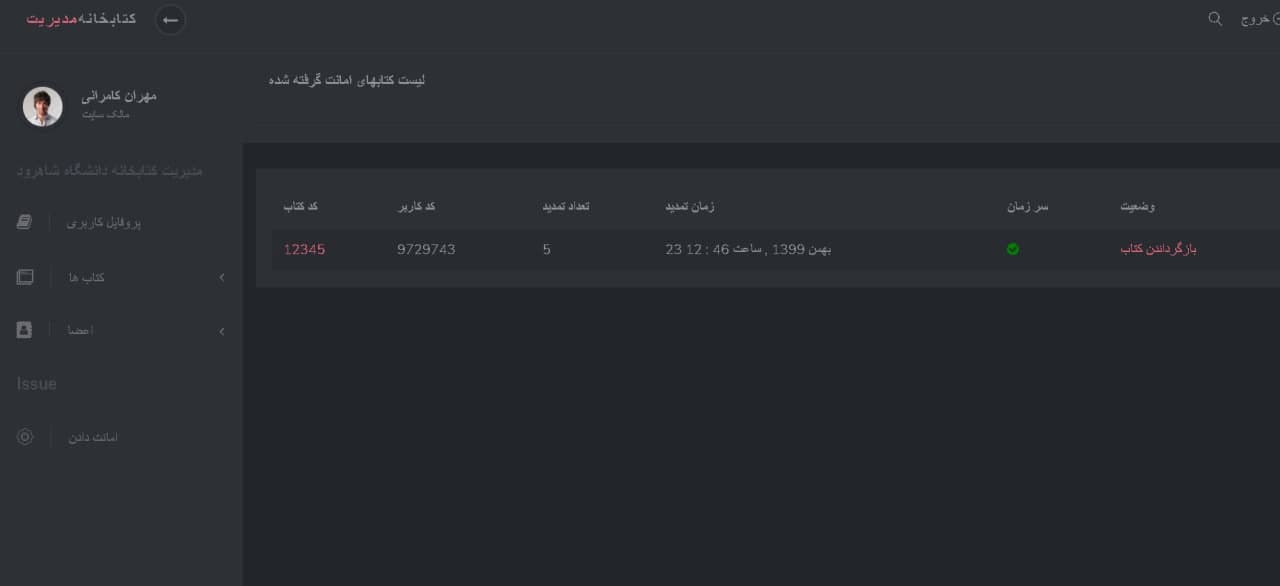 کتابخانه مدیریت
خروج
مهران کامرانی
مالک سایت
مدیریت کتابخانه دانشگاه شاهرود
پروفایل کاربری
کتاب ها
اعضا
Issue
امانت دادن
لیست کتابهای امانت گرفته شده
کد کتاب کد کاربر تعداد تمدید زمان تمدید سر زمان وضعیت
12345 9729743 5 23 بهمن 1399 , ساعت 46 : 12 بازگرداندن کتاب